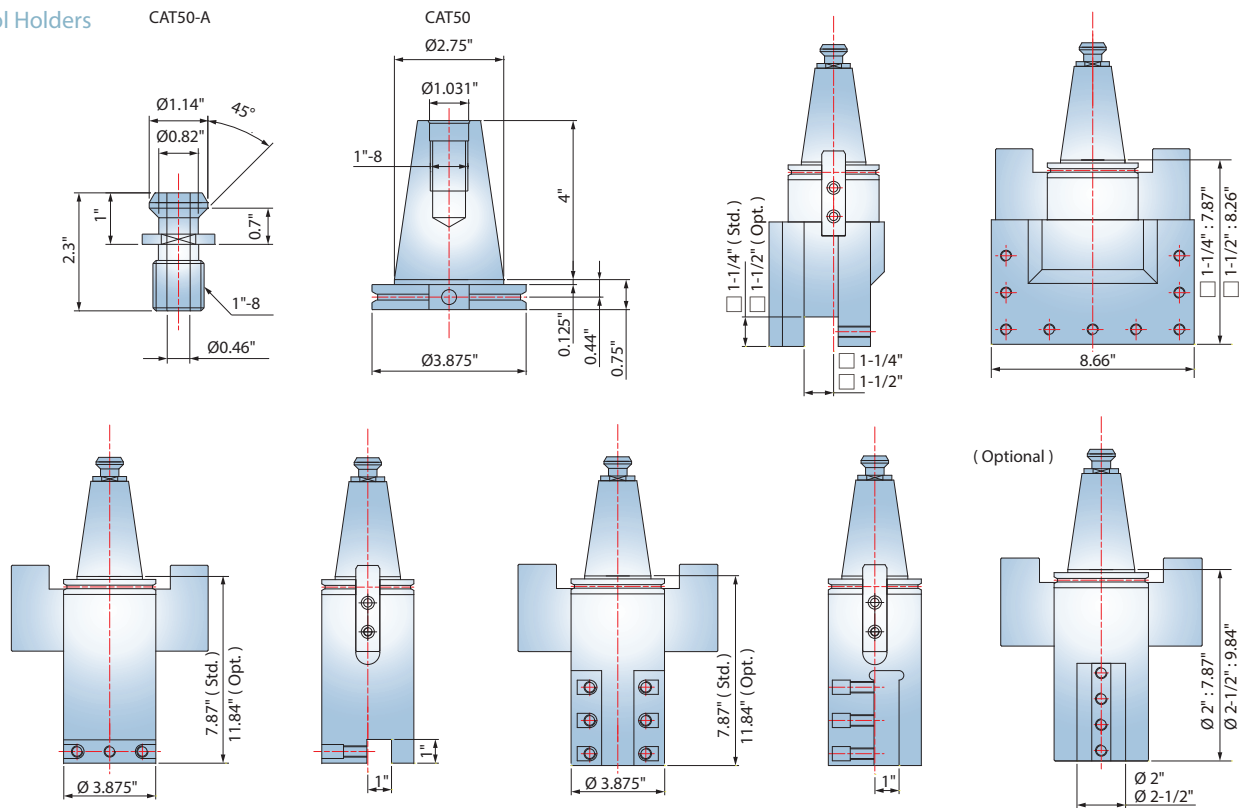 ol Holders
CAT50-A
CAT50
Ø2.75"
Ø1.14"
45°
Ø0.82"
1"
2.3"
0.7"
1"-8
Ø0.46"
Ø1.031"
1"-8
4"
0.125"
0.44"
0.75"
Ø3.875"
□ 1-1/4" ( Std. )
□ 1-1/2" ( Opt. )
□ 1-1/4"
□ 1-1/2"
□ 1-1/4" : 7.87"
□ 1-1/2" : 8.26"
8.66"
7.87" ( Std. )
11.84" ( Opt. )
Ø 3.875"
1"
1"
7.87" ( Std. )
11.84" ( Opt. )
Ø 3.875"
1"
( Optional )
Ø 2" : 7.87"
Ø 2-1/2" : 9.84"
Ø 2"
Ø 2-1/2"